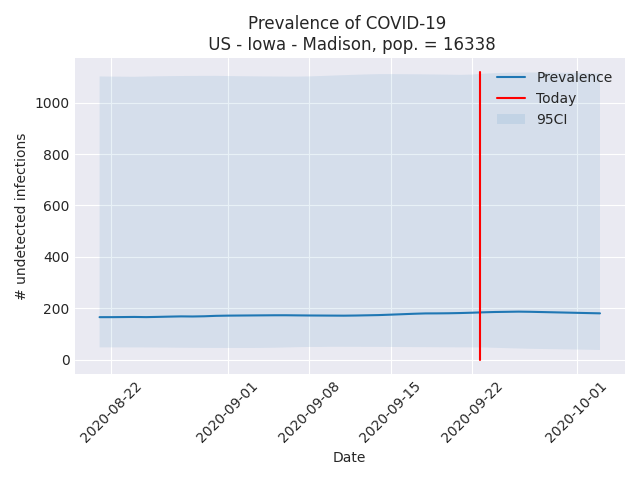 Prevalence of COVID-19
US - Iowa - Madison, pop. = 16338
Prevalence
Today
95CI
# undetected infections
1000
800
600
400
200
0
2020-08-22
2020-09-01
2020-09-08
2020-09-15
2020-09-22
2020-10-01
Date